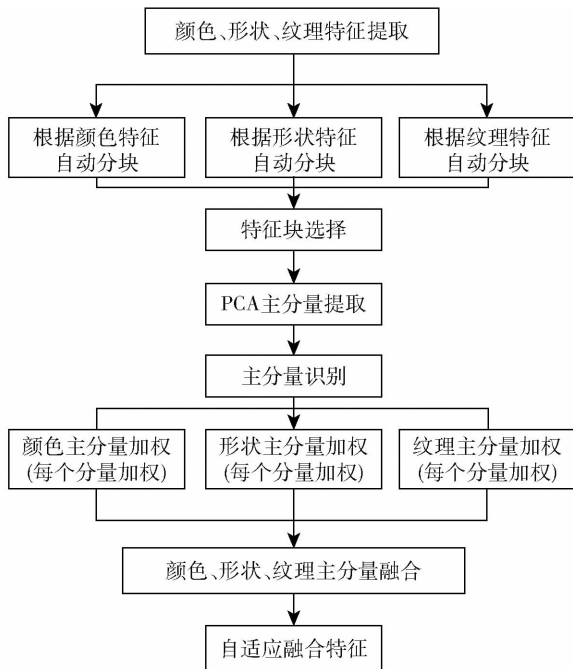 颜色、形状、纹理特征提取
根据颜色特征
自动分块
根据形状特征
自动分块
根据纹理特征
自动分块
特征块选择
PCA主分量提取
主分量识别
颜色主分量加权
(每个分量加权)
形状主分量加权
(每个分量加权)
纹理主分量加权
(每个分量加权)
颜色、形状、纹理主分量融合
自适应融合特征